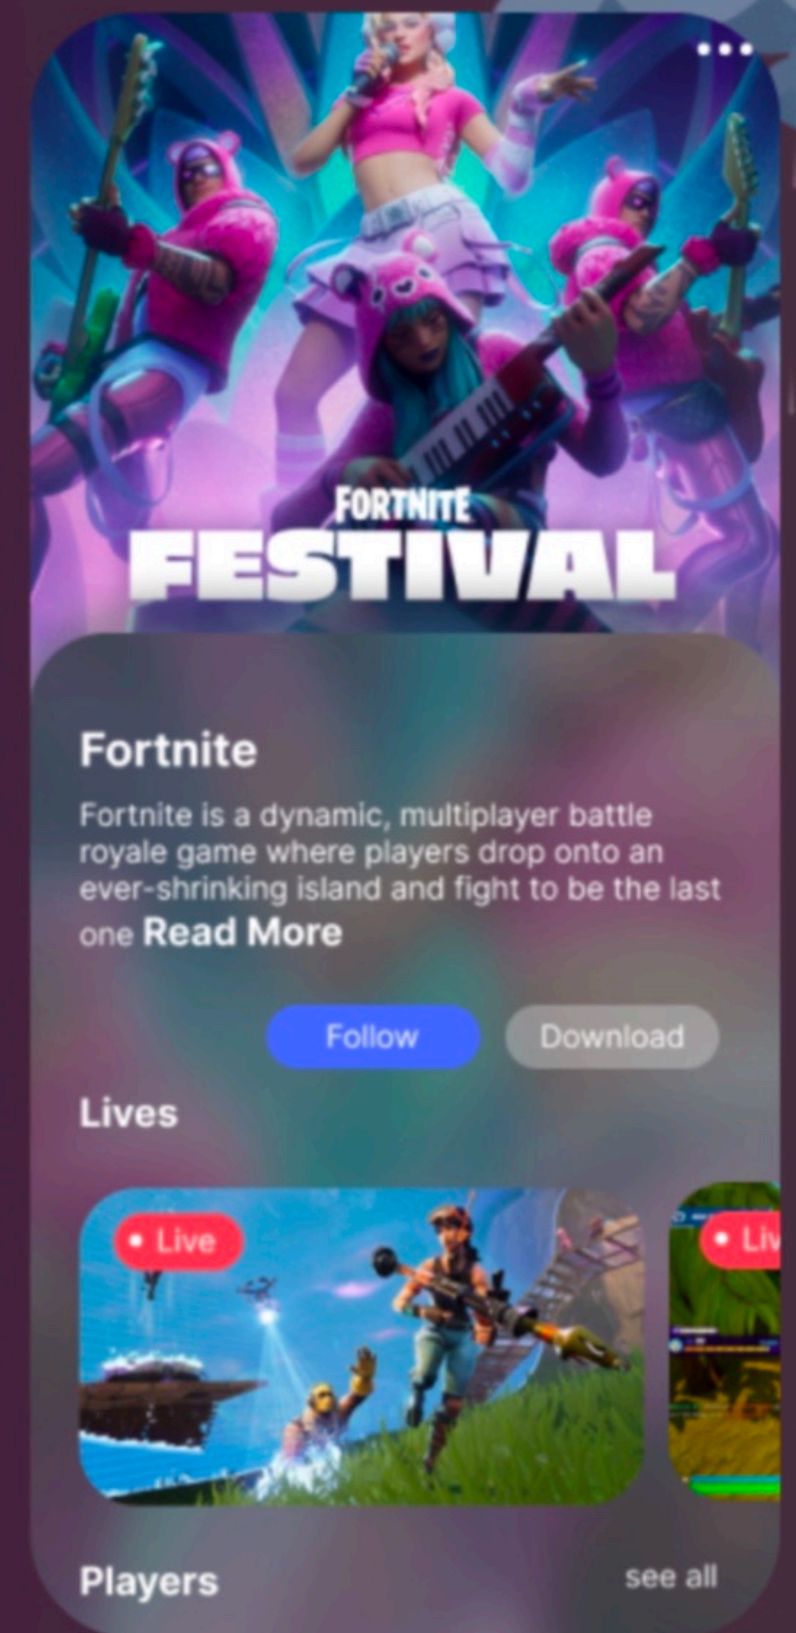 FORTNITE
FESTIVAL
Fortnite
Fortnite is a dynamic, multiplayer battle
royale game where players drop onto an
ever-shrinking island and fight to be the last
one Read More
Follow
Download
Lives
Live
Liv
Players
see all